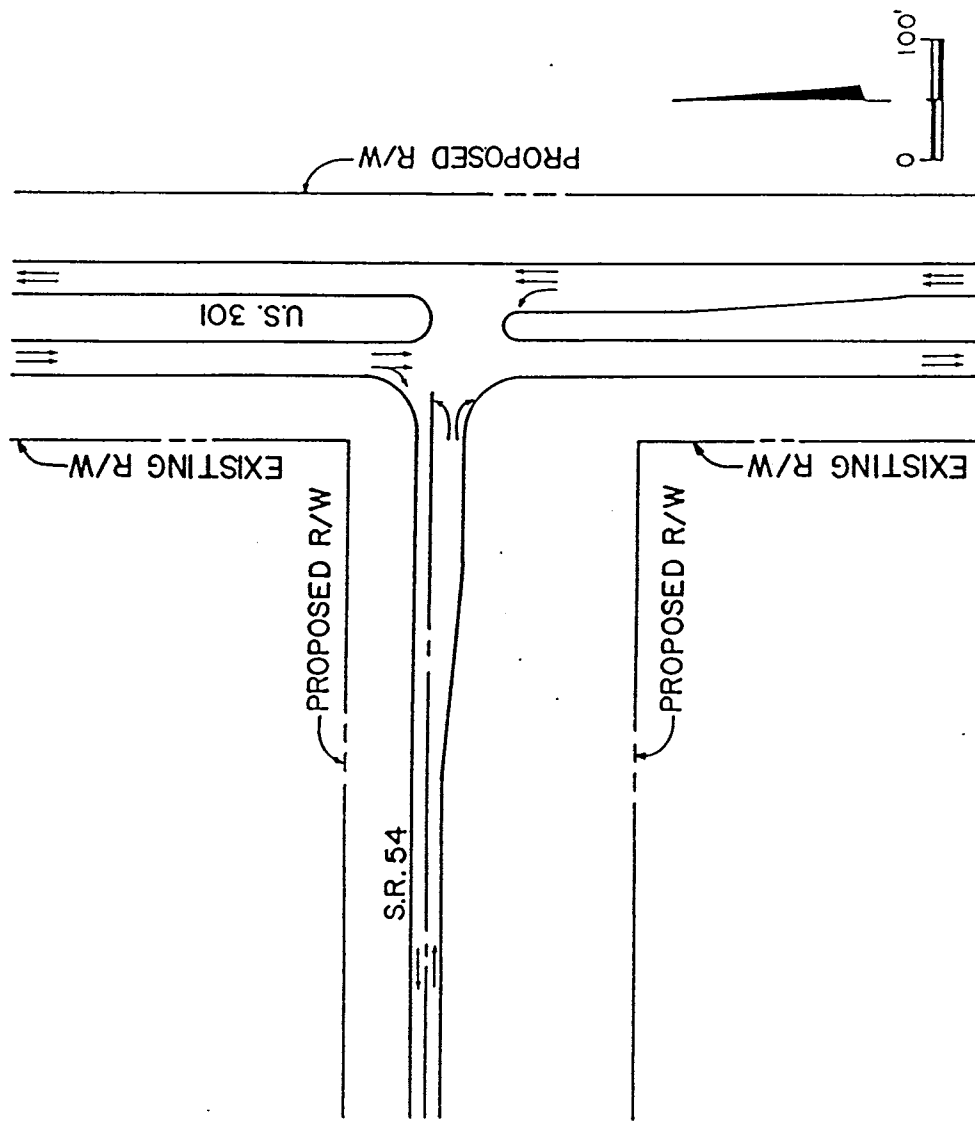 PROPOSED R/W
U.S. 301
EXISTING R/W
EXISTING R/W
PROPOSED R/W
PROPOSED R/W
S.R. 54
0 100'